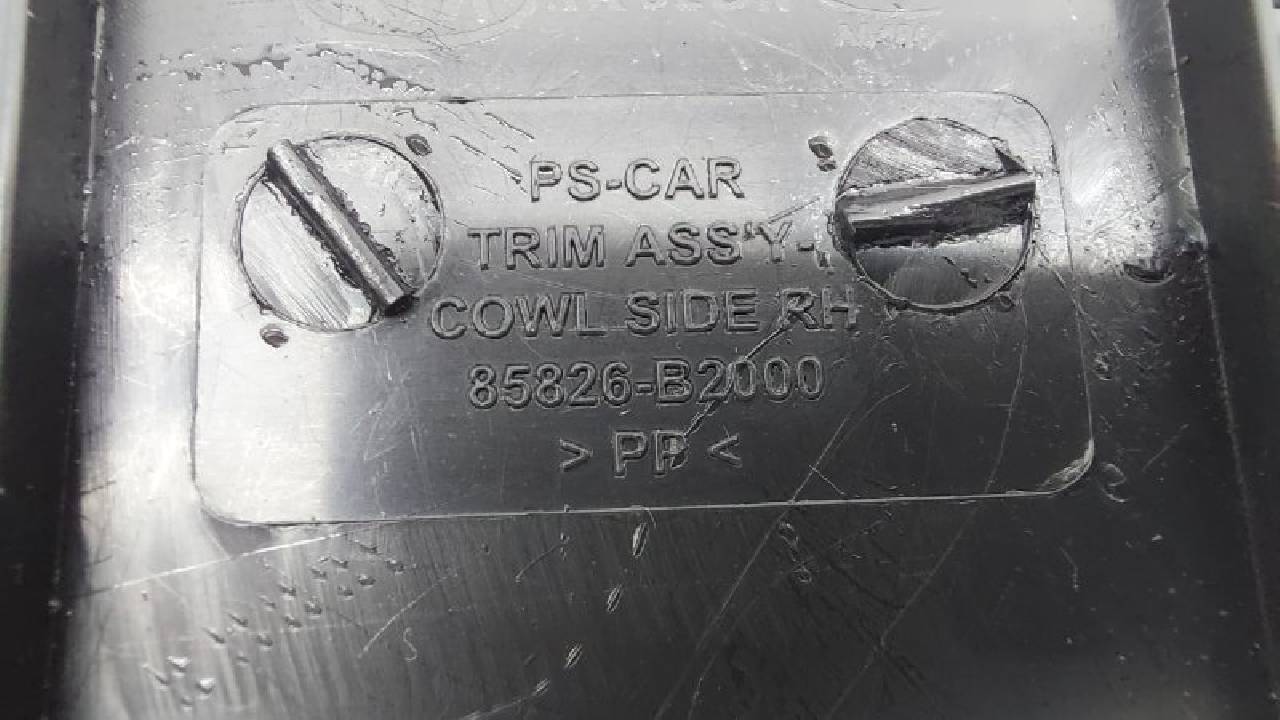 PS-CAR
TRIM ASS'Y-
COWL SIDE RH
85826-B2000
> PP <